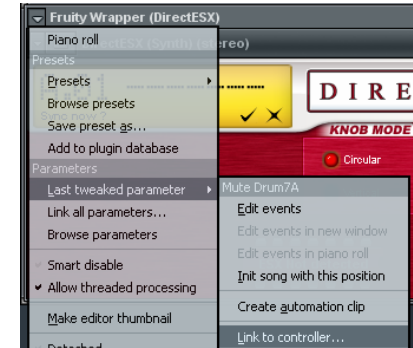 Fruity Wrapper (DirectESX)
Piano roll
Presets
Presets
Browse presets
Save preset as...
Add to plugin database
Parameters
Last tweaked parameter
Link all parameters...
Browse parameters
Smart disable
Allow threaded processing
Make editor thumbnail
Detached
DIRE
KNOB MODE
Circular
Mute Drum7A
Edit events
Edit events in new window
Edit events in piano roll
Init song with this position
Create automation clip
Link to controller...